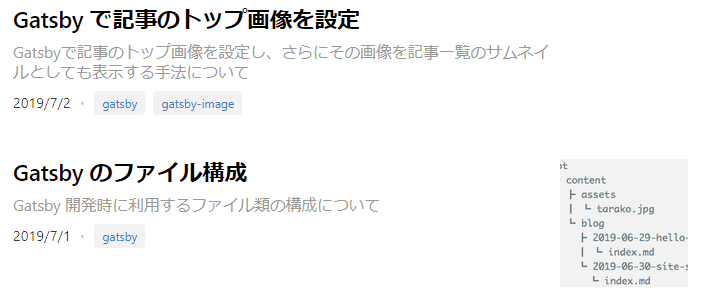 Gatsby で記事のトップ画像を設定
Gatsbyで記事のトップ画像を設定し、さらにその画像を記事一覧のサムネイ
ルとしても表示する手法について
2019/7/2 • gatsby gatsby-image
Gatsby のファイル構成
Gatsby 開発時に利用するファイル類の構成について
2019/7/1 • gatsby
ot
content
├ assets
│ └ tarako.jpg
└ blog
├ 2019-06-29-hello-
│ └ index.md
└ 2019-06-30-site-s
└ index.md